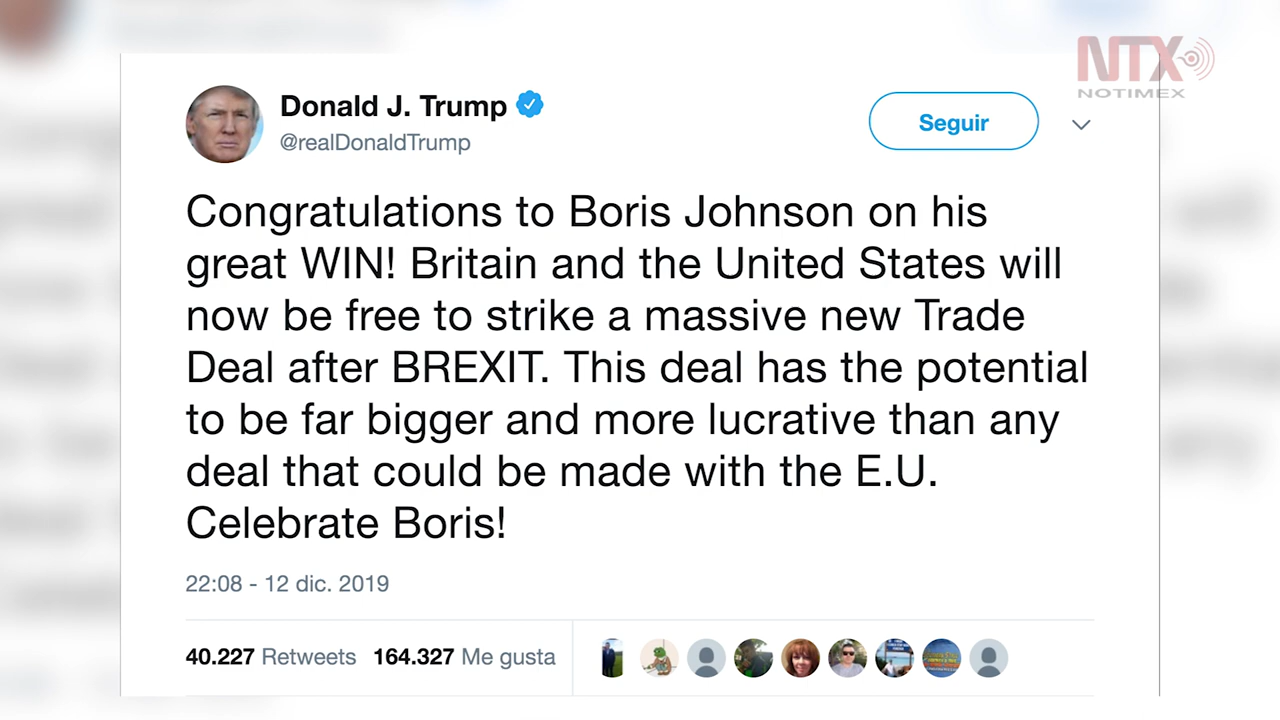 NTX
NOTIMEX
Donald J. Trump
@realDonaldTrump
Seguir
Congratulations to Boris Johnson on his
great WIN! Britain and the United States will
now be free to strike a massive new Trade
Deal after BREXIT. This deal has the potential
to be far bigger and more lucrative than any
deal that could be made with the E.U.
Celebrate Boris!
22:08 - 12 dic. 2019
40.227 Retweets 164.327 Me gusta